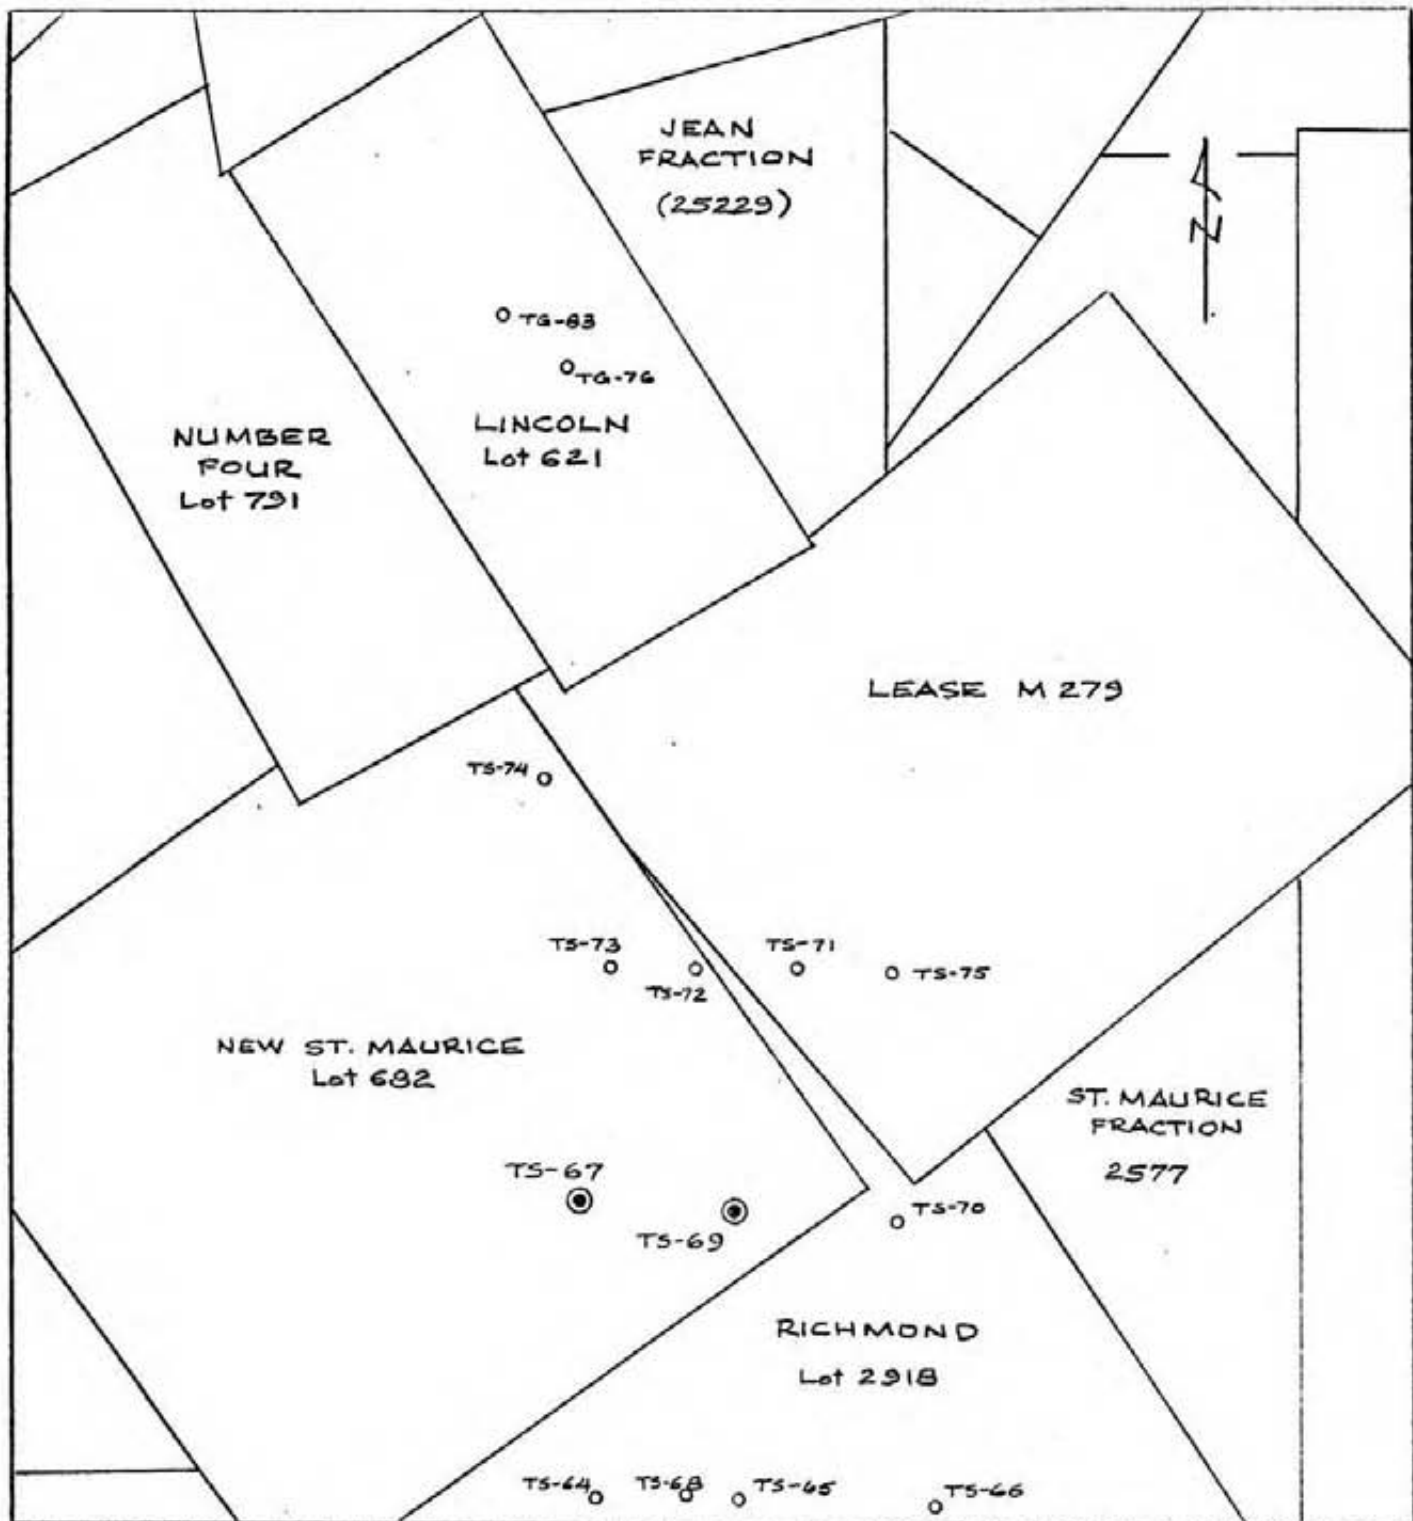 JEAN
FRACTION
(25229)
N
TG-83
TG-76
LINCOLN
Lot 621
NUMBER
FOUR
Lot 791
LEASE M 279
TS-74
TS-73
TS-72
TS-71
TS-75
NEW ST. MAURICE
Lot 682
ST. MAURICE
FRACTION
2577
TS-67
TS-69
TS-70
RICHMOND
Lot 2918
TS-64
TS-68
TS-65
TS-66